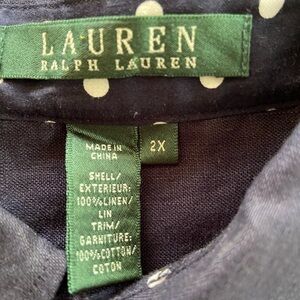 LAUREN
RALPH LAUREN
MADE IN
CHINA
2X
SHELL/
EXTERIEUR:
100%LINEN/
LIN
TRIM/
GARNITURE:
100%COTTON/
COTON